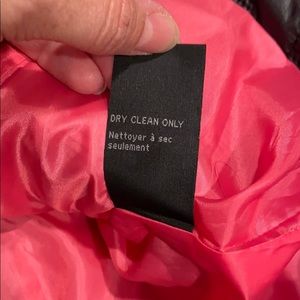 DRY CLEAN ONLY
Nettoyer à sec
seulement